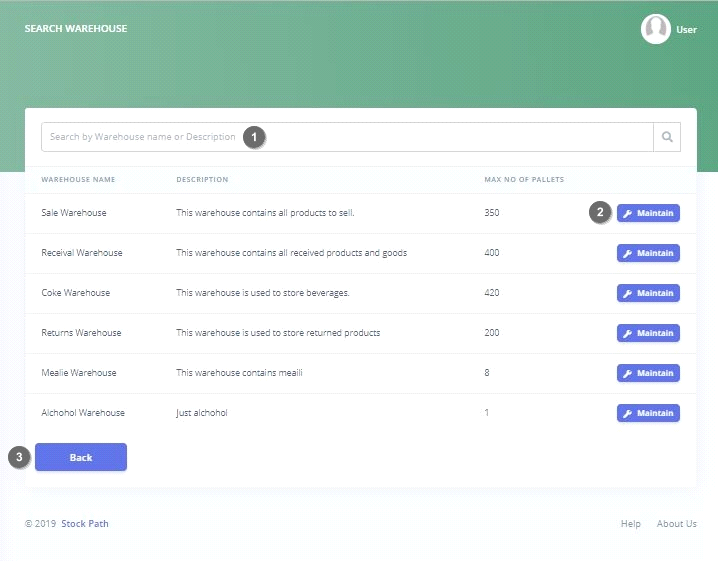 SEARCH WAREHOUSE
User
Search by Warehouse name or Description 1
WAREHOUSE NAME DESCRIPTION MAX NO OF PALLETS
Sale Warehouse This warehouse contains all products to sell. 350 2 Maintain
Receival Warehouse This warehouse contains all received products and goods 400 Maintain
Coke Warehouse This warehouse is used to store beverages. 420 Maintain
Returns Warehouse This warehouse is used to store returned products 200 Maintain
Mealie Warehouse This warehouse contains meaili 8 Maintain
Alchohol Warehouse Just alchohol 1 Maintain
3 Back
© 2019 Stock Path Help About Us